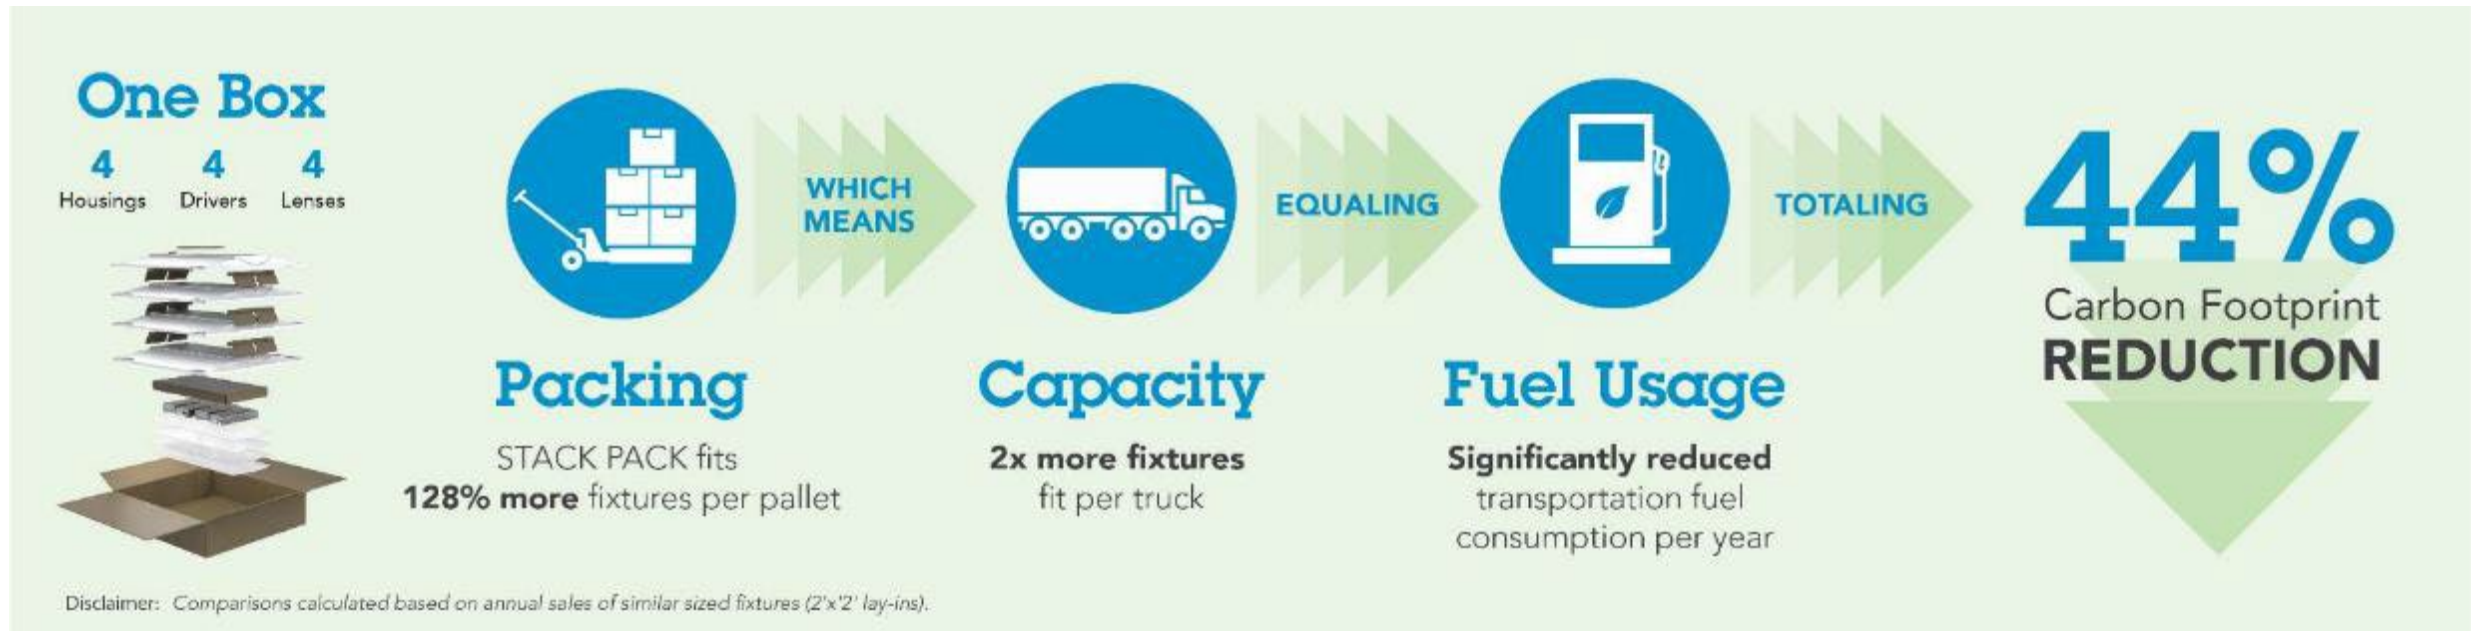 One Box
4 4 4
Housings Drivers Lenses
WHICH
MEANS
EQUALING
TOTALING
44%
Carbon Footprint
REDUCTION
Packing
STACK PACK fits
128% more fixtures per pallet
Capacity
2x more fixtures
fit per truck
Fuel Usage
Significantly reduced
transportation fuel
consumption per year
Disclaimer: Comparisons calculated based on annual sales of similar sized fixtures (2'x'2' lay-ins).